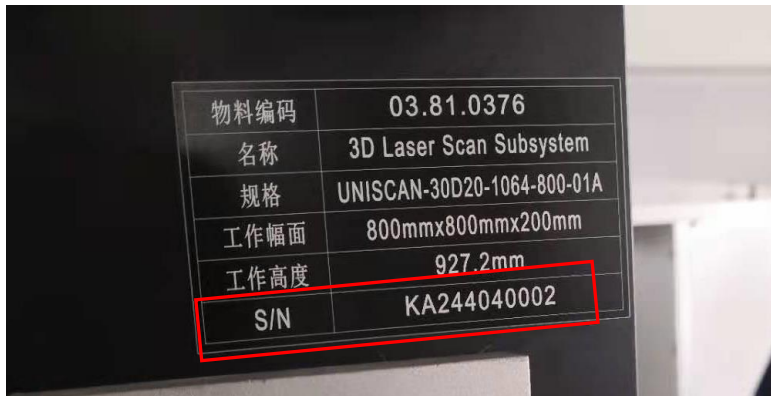 物料编码 03.81.0376
名称 3D Laser Scan Subsystem
规格 UNISCAN-30D20-1064-800-01A
工作幅面 800mmx800mmx200mm
工作高度 927.2mm
S/N KA244040002